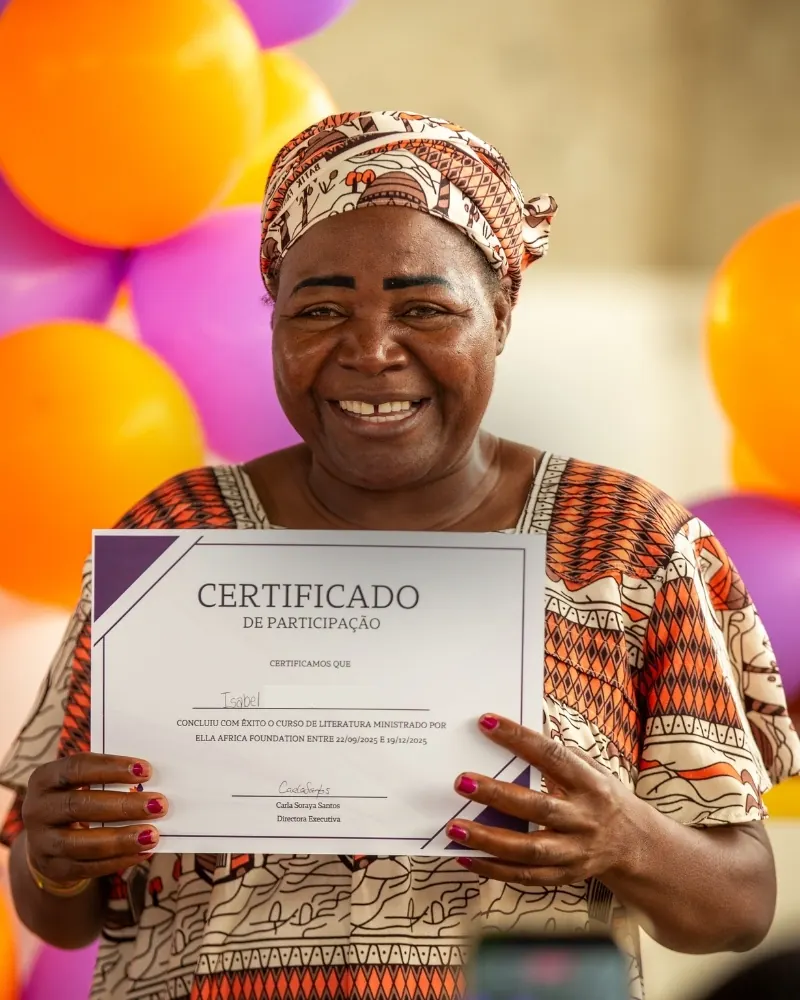 CERTIFICADO
DE PARTICIPAÇÃO
CERTIFICAMOS QUE
Isabel
CONCLUIU COM ÊXITO O CURSO DE LITERATURA MINISTRADO POR
ELLA AFRICA FOUNDATION ENTRE 22/09/2025 E 19/12/2025
CarlaSantos
Carla Soraya Santos
Directora Executiva